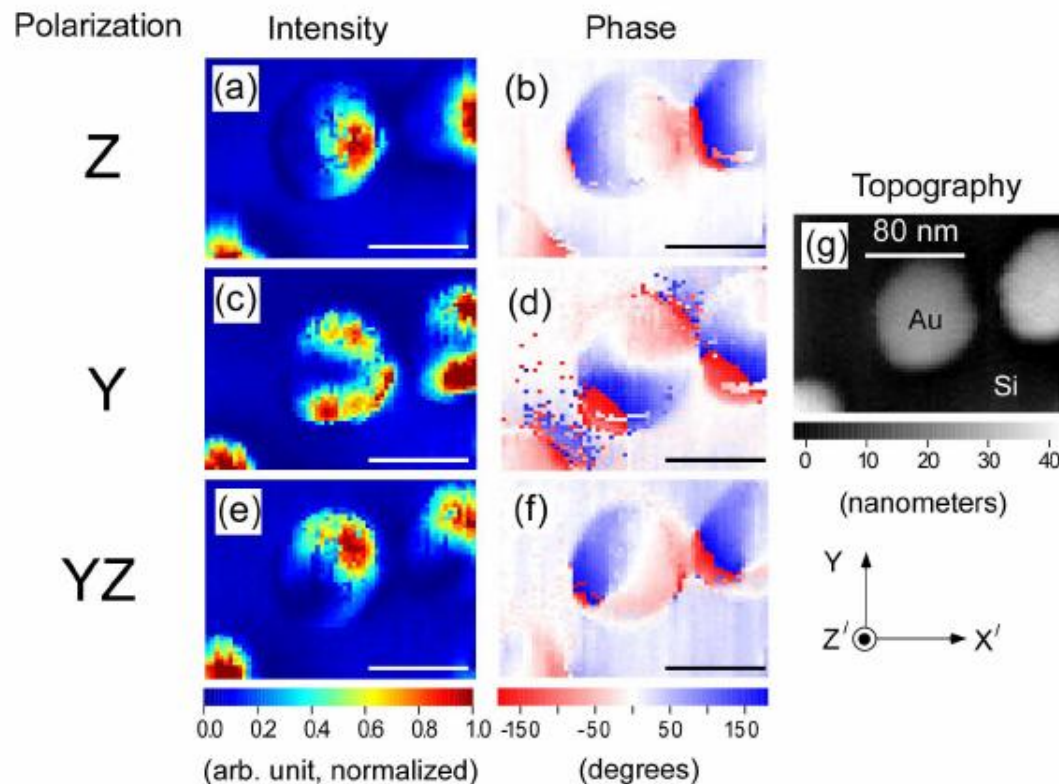 Polarization Intensity Phase
Z
(a)
(b)
Topography
80 nm
(g)
Au
Si
Y
(c)
(d)
0 10 20 30 40
(nanometers)
YZ
(e)
(f)
Y
Z/ X/
0.0 0.2 0.4 0.6 0.8 1.0
-150 -50 0 50 150
(arb. unit, normalized) (degrees)